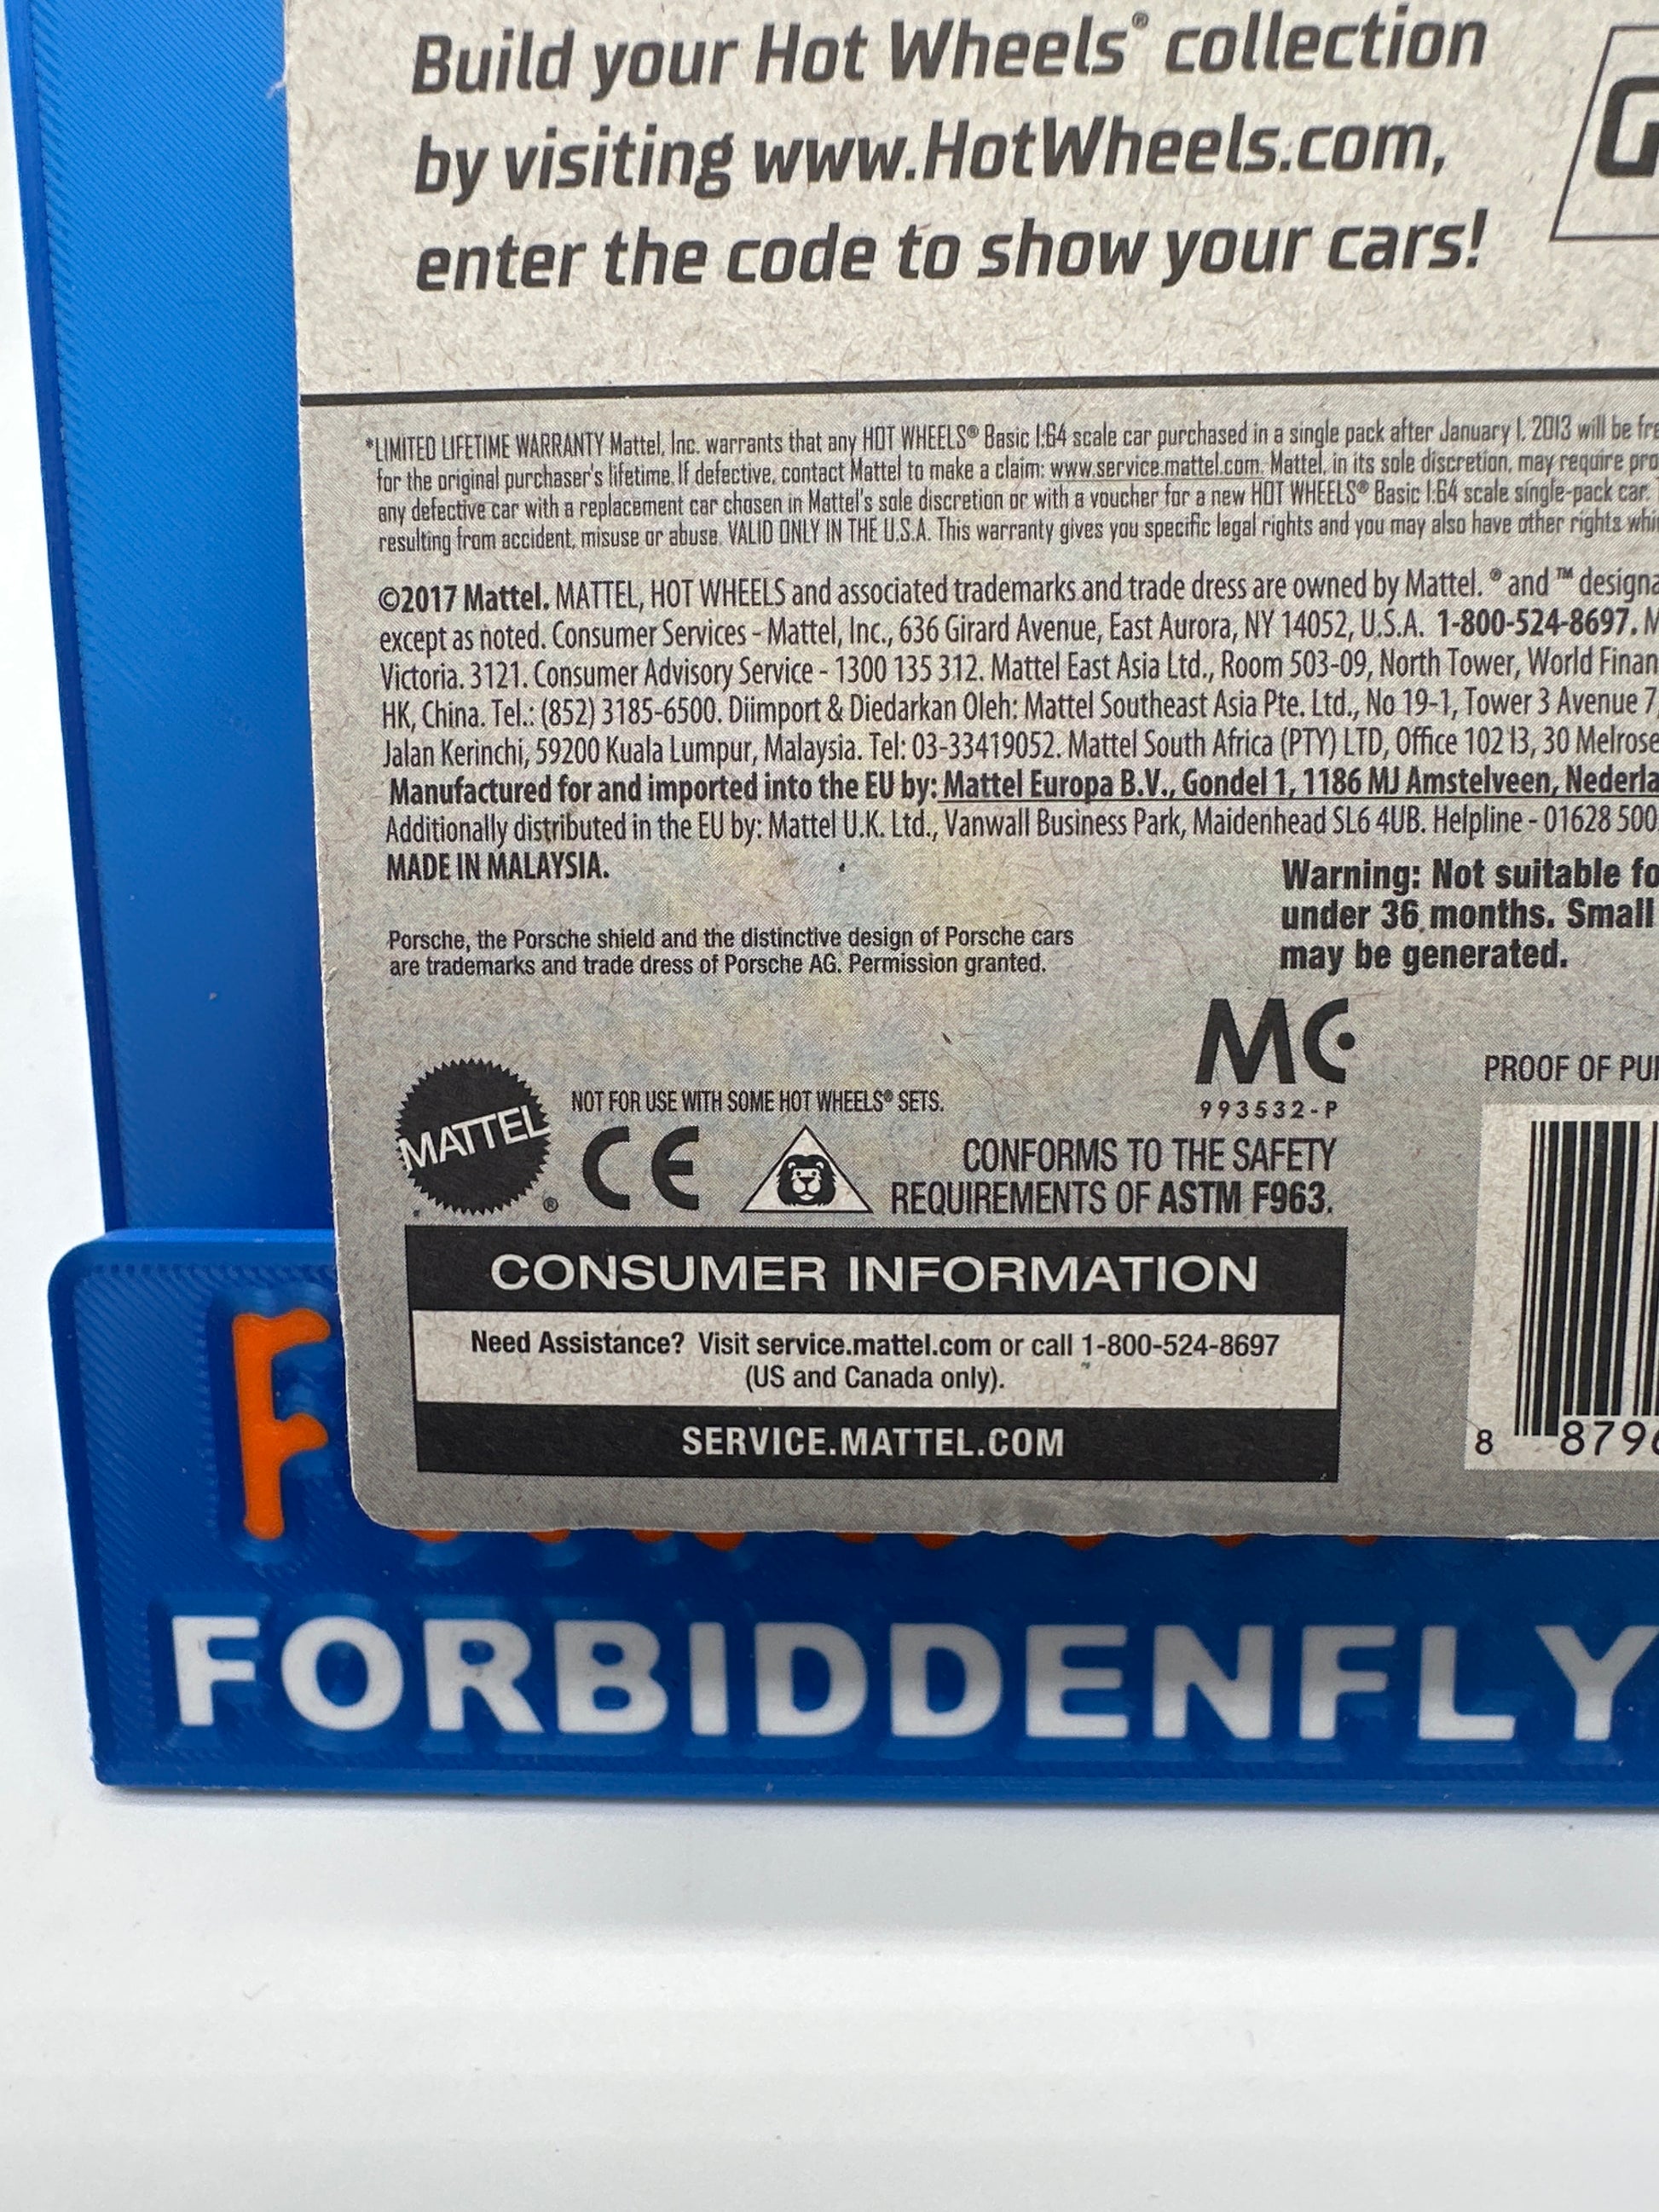 Build your Hot Wheels® collection
by visiting www.HotWheels.com,
enter the code to show your cars!
G
*LIMITED LIFETIME WARRANTY Mattel, Inc. warrants that any HOT WHEELS® Basic 1:64 scale car purchased in a single pack after January 1, 2013 will be fre
for the original purchaser's lifetime. If defective, contact Mattel to make a claim: www.service.mattel.com. Mattel, in its sole discretion, may require pro
any defective car with a replacement car chosen in Mattel's sole discretion or with a voucher for a new HOT WHEELS® Basic 1:64 scale single-pack car.
resulting from accident, misuse or abuse. VALID ONLY IN THE U.S.A. This warranty gives you specific legal rights and you may also have other rights whi
©2017 Mattel. MATTEL, HOT WHEELS and associated trademarks and trade dress are owned by Mattel. ® and ™ designa
except as noted. Consumer Services - Mattel, Inc., 636 Girard Avenue, East Aurora, NY 14052, U.S.A. 1-800-524-8697. M
Victoria. 3121. Consumer Advisory Service - 1300 135 312. Mattel East Asia Ltd., Room 503-09, North Tower, World Finan
HK, China. Tel.: (852) 3185-6500. Diimport & Diedarkan Oleh: Mattel Southeast Asia Pte. Ltd., No 19-1, Tower 3 Avenue 7,
Jalan Kerinchi, 59200 Kuala Lumpur, Malaysia. Tel: 03-33419052. Mattel South Africa (PTY) LTD, Office 102 I3, 30 Melrose
Manufactured for and imported into the EU by: Mattel Europa B.V., Gondel 1, 1186 MJ Amstelveen, Nederla
Additionally distributed in the EU by: Mattel U.K. Ltd., Vanwall Business Park, Maidenhead SL6 4UB. Helpline - 01628 500
MADE IN MALAYSIA.
Warning: Not suitable fo
under 36 months. Small
may be generated.
Porsche, the Porsche shield and the distinctive design of Porsche cars
are trademarks and trade dress of Porsche AG. Permission granted.
MC
993532-P
PROOF OF PUR
MATTEL ®
NOT FOR USE WITH SOME HOT WHEELS® SETS.
CE
CONFORMS TO THE SAFETY
REQUIREMENTS OF ASTM F963.
CONSUMER INFORMATION
Need Assistance? Visit service.mattel.com or call 1-800-524-8697
(US and Canada only).
SERVICE.MATTEL.COM
8 8796
F
FORBIDDENFLY